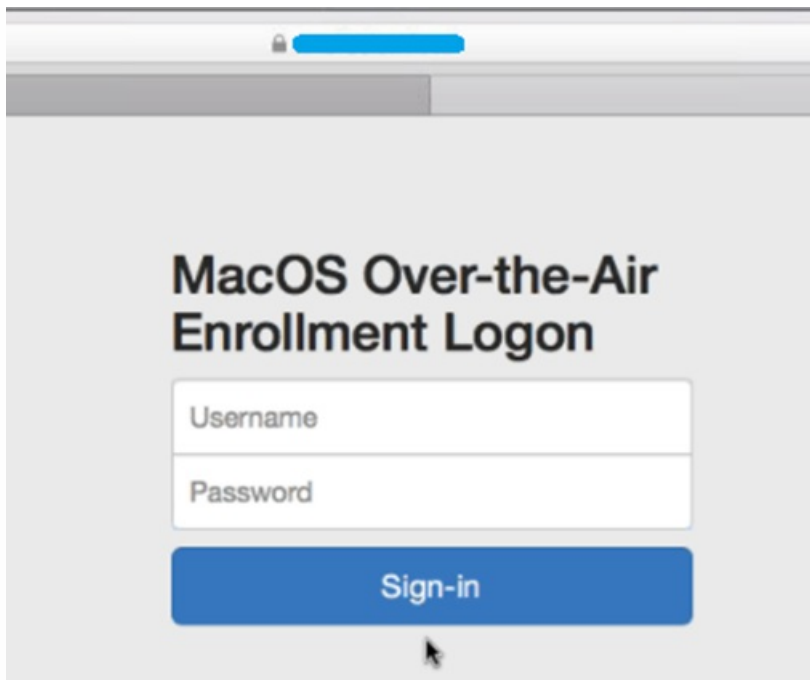 MacOS Over-the-Air
Enrollment Logon
Username
Password
Sign-in